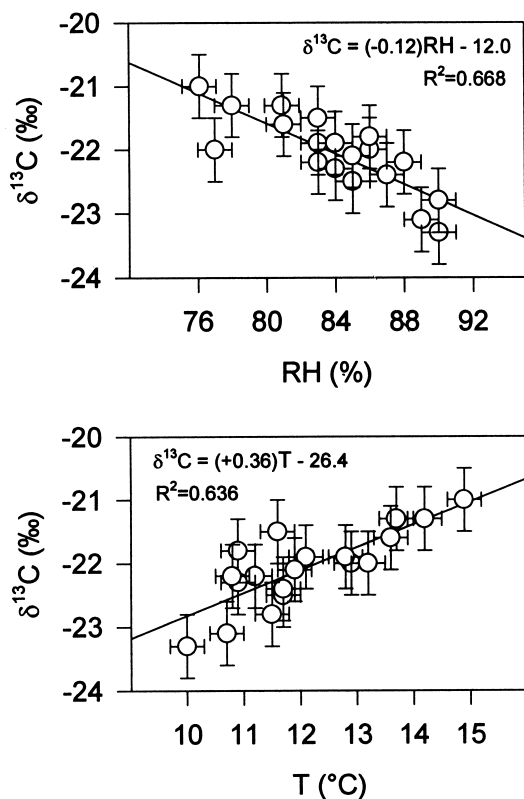 -20
δ¹³C = (-0.12)RH - 12.0
R²=0.668
-21
-22
-23
-24
δ¹³C (‰)
76 80 84 88 92
RH (%)
-20
δ¹³C = (+0.36)T - 26.4
R²=0.636
-21
-22
-23
-24
δ¹³C (‰)
10 11 12 13 14 15
T (°C)